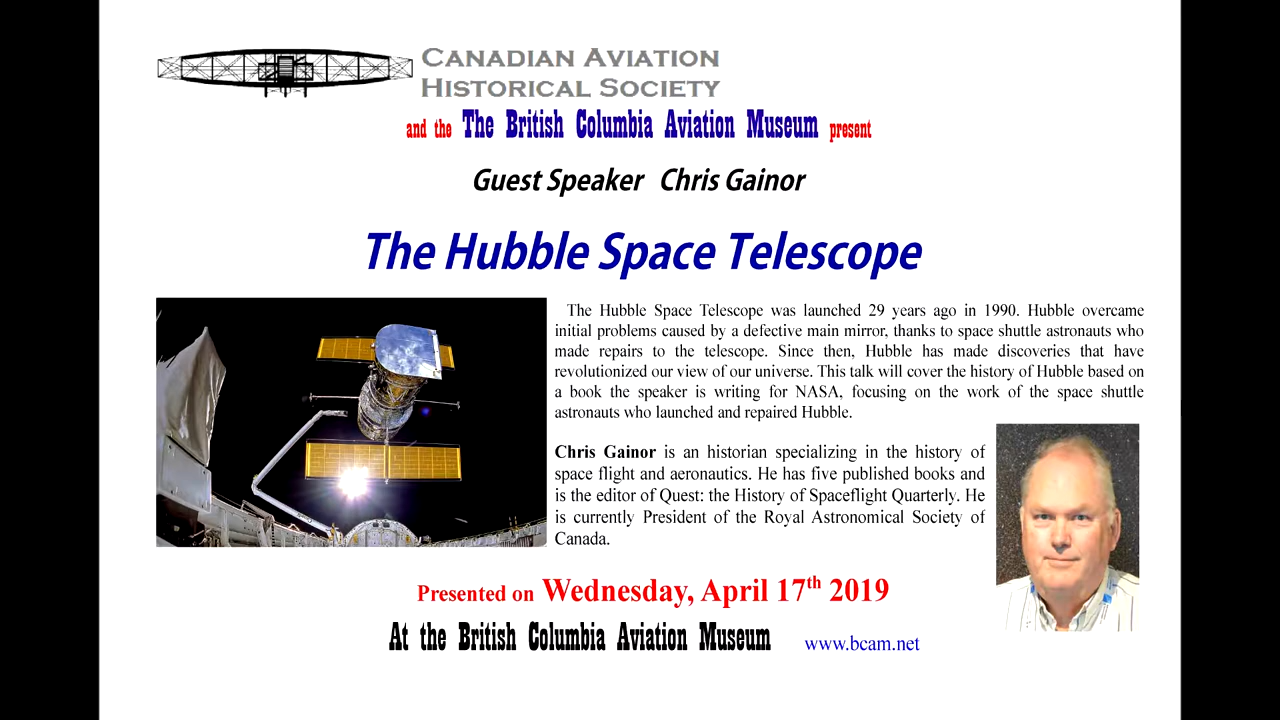 CANADIAN AVIATION
HISTORICAL SOCIETY
and the The British Columbia Aviation Museum present
Guest Speaker Chris Gainor
The Hubble Space Telescope
The Hubble Space Telescope was launched 29 years ago in 1990. Hubble overcame
initial problems caused by a defective main mirror, thanks to space shuttle astronauts who
made repairs to the telescope. Since then, Hubble has made discoveries that have
revolutionized our view of our universe. This talk will cover the history of Hubble based on
a book the speaker is writing for NASA, focusing on the work of the space shuttle
astronauts who launched and repaired Hubble.
Chris Gainor is an historian specializing in the history of
space flight and aeronautics. He has five published books and
is the editor of Quest: the History of Spaceflight Quarterly. He
is currently President of the Royal Astronomical Society of
Canada.
Presented on Wednesday, April 17th 2019
At the British Columbia Aviation Museum www.bcam.net